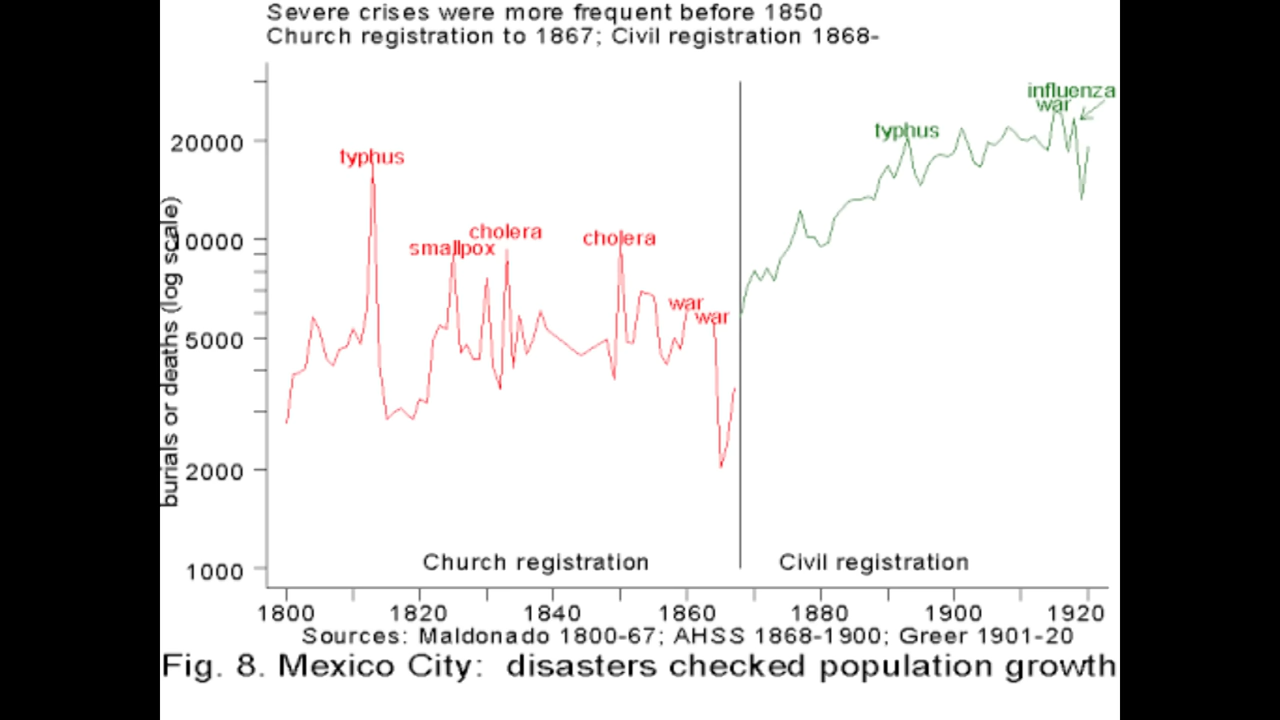 Severe crises were more frequent before 1850
Church registration to 1867; Civil registration 1868-
influenza
war
typhus
20000
typhus
cholera
cholera
smallpox
10000
war
war
5000
burials or deaths (log scale)
2000
Church registration
Civil registration
1000
1800 1820 1840 1860 1880 1900 1920
Sources: Maldonado 1800-67; AHSS 1868-1900; Greer 1901-20
Fig. 8. Mexico City: disasters checked population growth